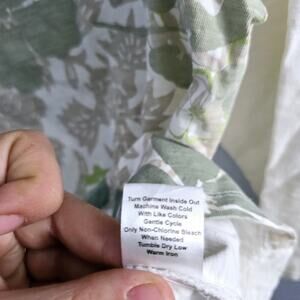 Turn Garment Inside Out
Machine Wash Cold
With Like Colors
Gentle Cycle
Only Non-Chlorine Bleach
When Needed
Tumble Dry Low
Warm Iron